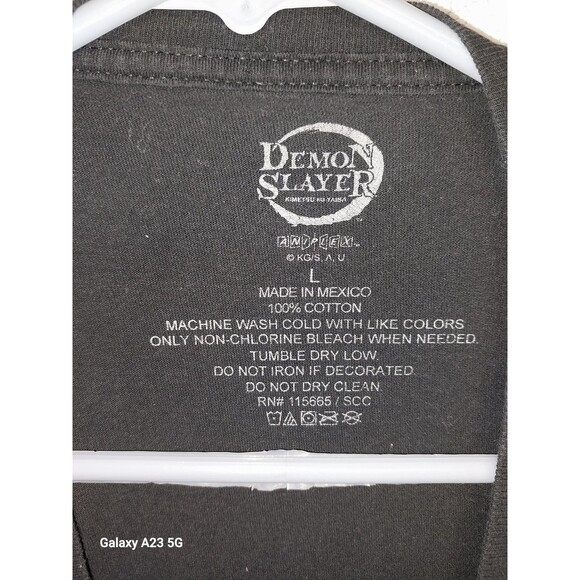 DEMON
SLAYER
KIMETSU NO YAIBA
ANIPLEX™
© KG/S, A, U
L
MADE IN MEXICO
100% COTTON
MACHINE WASH COLD WITH LIKE COLORS
ONLY NON-CHLORINE BLEACH WHEN NEEDED.
TUMBLE DRY LOW.
DO NOT IRON IF DECORATED
DO NOT DRY CLEAN.
RN# 115665 / SCC
Galaxy A23 5G